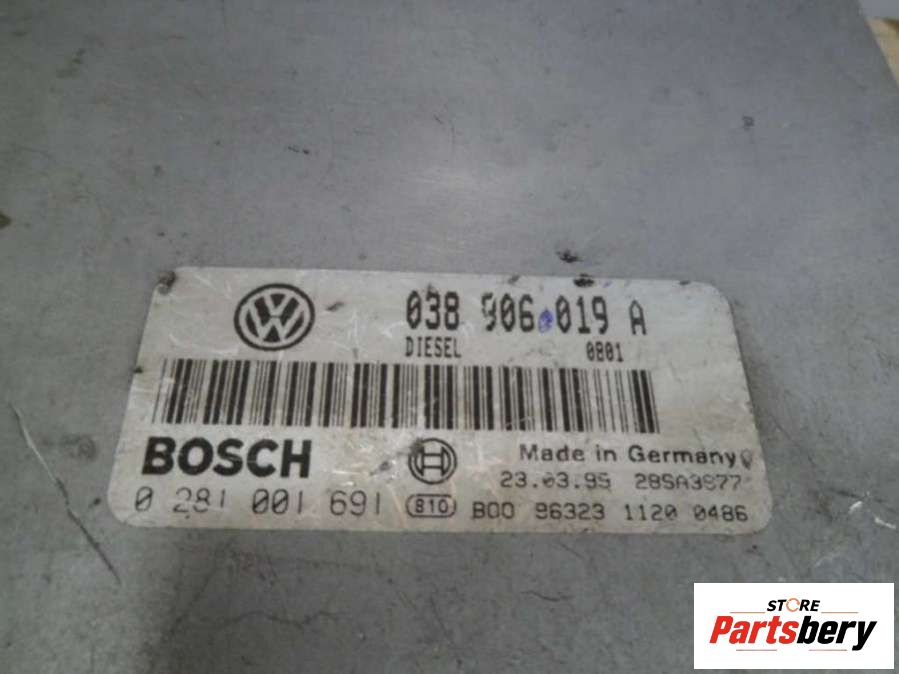 038 906 019 A
DIESEL 0801
BOSCH
Made in Germany
23.03.99 28SA3977
0 281 001 691 810 B00 96323 1120 0486
STORE
Partsbery